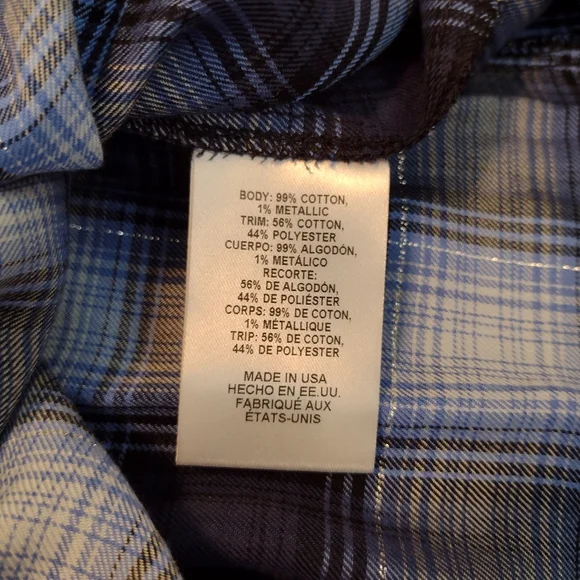 BODY: 99% COTTON,
1% METALLIC
TRIM: 56% COTTON,
44% POLYESTER
CUERPO: 99% ALGODÓN,
1% METÁLICO
RECORTE:
56% DE ALGODÓN,
44% DE POLIÉSTER
CORPS: 99% DE COTON,
1% MÉTALLIQUE
TRIP: 56% DE COTON,
44% DE POLYESTER
MADE IN USA
HECHO EN EE.UU.
FABRIQUÉ AUX
ÉTATS-UNIS